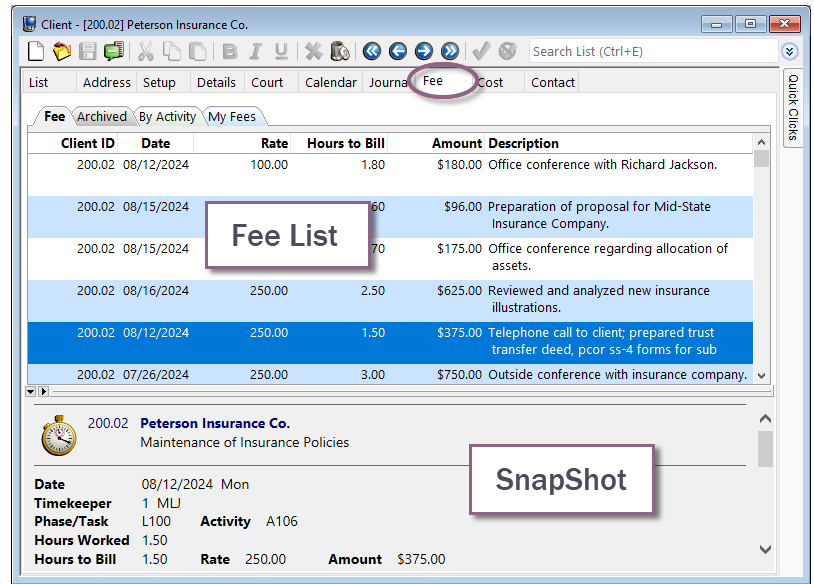 Client - [200.02] Peterson Insurance Co.
B I U Search List (Ctrl+E)
List Address Setup Details Court Calendar Journa Fee Cost Contact
Quick Clicks
Fee Archived By Activity My Fees
Client ID Date Rate Hours to Bill Amount Description
200.02 08/12/2024 100.00 1.80 $180.00 Office conference with Richard Jackson.
200.02 08/15/2024 60 $96.00 Preparation of proposal for Mid-State
Insurance Company.
200.02 08/15/2024 70 $175.00 Office conference regarding allocation of
assets.
Fee List
200.02 08/16/2024 250.00 2.50 $625.00 Reviewed and analyzed new insurance
illustrations.
200.02 08/12/2024 250.00 1.50 $375.00 Telephone call to client; prepared trust
transfer deed, pcor ss-4 forms for sub
200.02 07/26/2024 250.00 3.00 $750.00 Outside conference with insurance company.
200.02 Peterson Insurance Co.
Maintenance of Insurance Policies
SnapShot
Date 08/12/2024 Mon
Timekeeper 1 MLJ
Phase/Task L100 Activity A106
Hours Worked 1.50
Hours to Bill 1.50 Rate 250.00 Amount $375.00